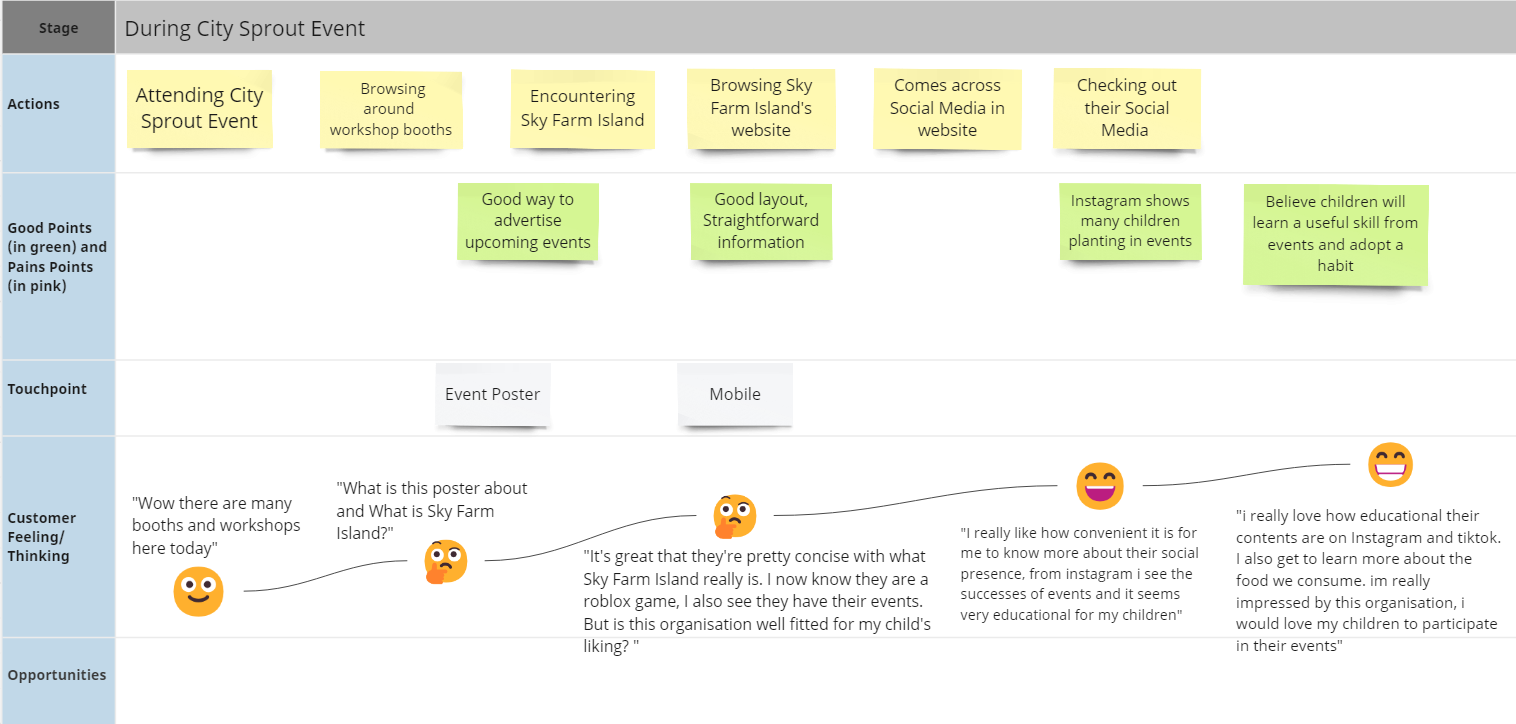 Stage
During City Sprout Event
Actions
Attending City
Sprout Event
Browsing
around
workshop booths
Encountering
Sky Farm Island
Browsing Sky
Farm Island's
website
Comes across
Social Media in
website
Checking out
their Social
Media
Good Points
(in green) and
Pains Points
(in pink)
Good way to
advertise
upcoming events
Good layout,
Straightforward
information
Instagram shows
many children
planting in events
Believe children will
learn a useful skill from
events and adopt a
habit
Touchpoint
Event Poster
Mobile
Customer
Feeling/
Thinking
"Wow there are many
booths and workshops
here today"
"What is this poster about
and What is Sky Farm
Island?"
"It's great that they're pretty concise with what
Sky Farm Island really is. I now know they are a
roblox game, I also see they have their events.
But is this organisation well fitted for my child's
liking? "
"I really like how convenient it is for
me to know more about their social
presence, from instagram i see the
successes of events and it seems
very educational for my children"
"i really love how educational their
contents are on Instagram and tiktok.
I also get to learn more about the
food we consume. im really
impressed by this organisation, i
would love my children to participate
in their events"
Opportunities